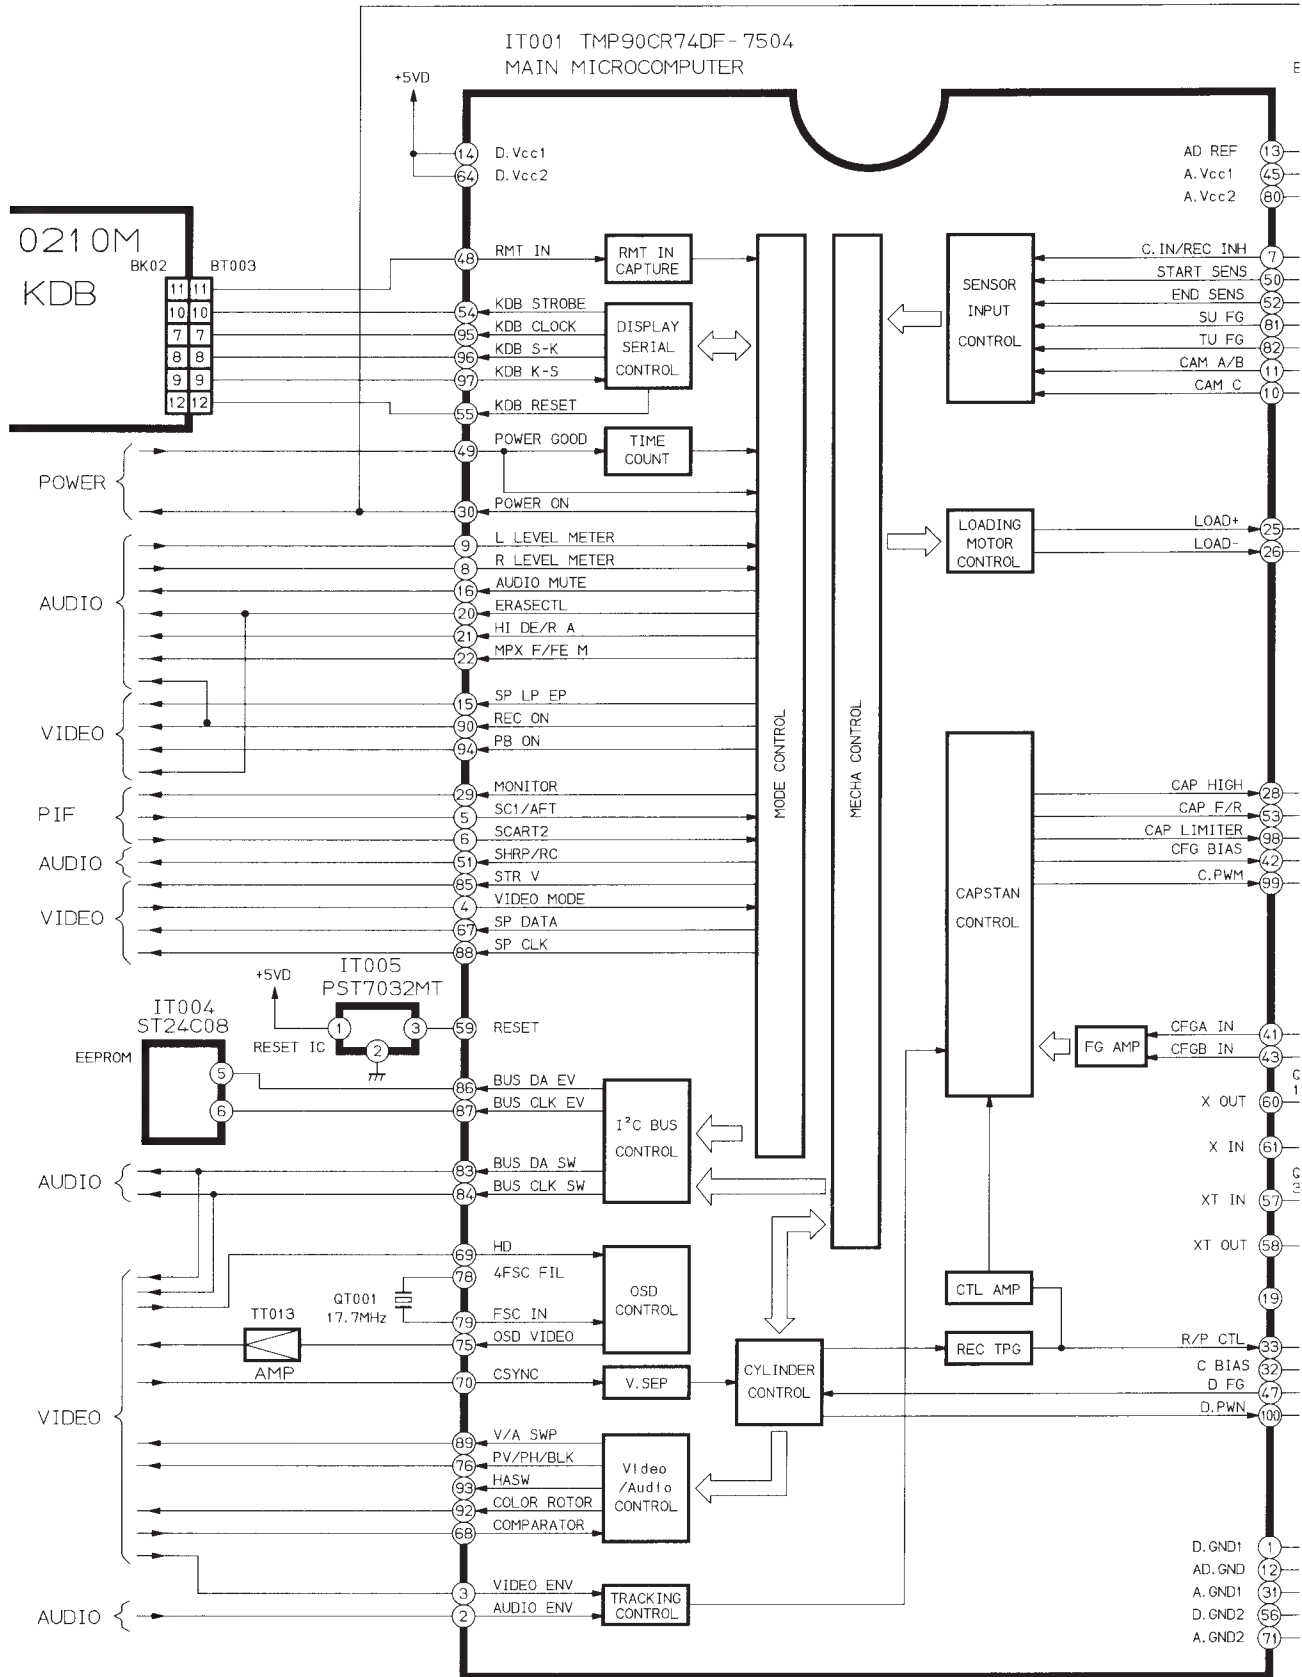 IT001 TMP90CR74DF-7504
MAIN MICROCOMPUTER
+5VD
14 D.Vcc1
64 D.Vcc2
AD REF 13
A.Vcc1 45
A.Vcc2 80
0210M
KDB
BK02 BT003
11 11
10 10
7 7
8 8
9 9
12 12
48 RMT IN
RMT IN
CAPTURE
54 KDB STROBE
95 KDB CLOCK
96 KDB S-K
97 KDB K-S
55 KDB RESET
DISPLAY
SERIAL
CONTROL
POWER
49 POWER GOOD
TIME
COUNT
30 POWER ON
AUDIO
9 L LEVEL METER
8 R LEVEL METER
16 AUDIO MUTE
20 ERASECTL
21 HI DE/R A
22 MPX F/FE M
VIDEO
15 SP LP EP
90 REC ON
94 PB ON
PIF
29 MONITOR
5 SC1/AFT
6 SCART2
AUDIO
51 SHRP/RC
VIDEO
85 STR V
4 VIDEO MODE
67 SP DATA
88 SP CLK
MODE CONTROL
MECHA CONTROL
SENSOR
INPUT
CONTROL
C.IN/REC INH 7
START SENS 50
END SENS 52
SU FG 81
TU FG 82
CAM A/B 11
CAM C 10
LOADING
MOTOR
CONTROL
LOAD+ 25
LOAD- 26
CAPSTAN
CONTROL
CAP HIGH 28
CAP F/R 53
CAP LIMITER 98
CFG BIAS 42
C.PWM 99
FG AMP
CFGA IN 41
CFGB IN 43
X OUT 60
X IN 61
XT IN 57
XT OUT 58
19
+5VD
IT005
PST7032MT
1 3
2
RESET IC
59 RESET
IT004
ST24C08
EEPROM
5
6
86 BUS DA EV
87 BUS CLK EV
I²C BUS
CONTROL
AUDIO
83 BUS DA SW
84 BUS CLK SW
VIDEO
69 HD
78 4FSC FIL
QT001
17.7MHz
79 FSC IN
75 OSD VIDEO
OSD
CONTROL
TT013
AMP
70 CSYNC
V.SEP
CYLINDER
CONTROL
CTL AMP
REC TPG
R/P CTL 33
C BIAS 32
D FG 47
D.PWN 100
89 V/A SWP
76 PV/PH/BLK
93 HASW
92 COLOR ROTOR
68 COMPARATOR
Video
/Audio
CONTROL
3 VIDEO ENV
AUDIO
2 AUDIO ENV
TRACKING
CONTROL
D.GND1 1
AD.GND 12
A.GND1 31
D.GND2 56
A.GND2 71